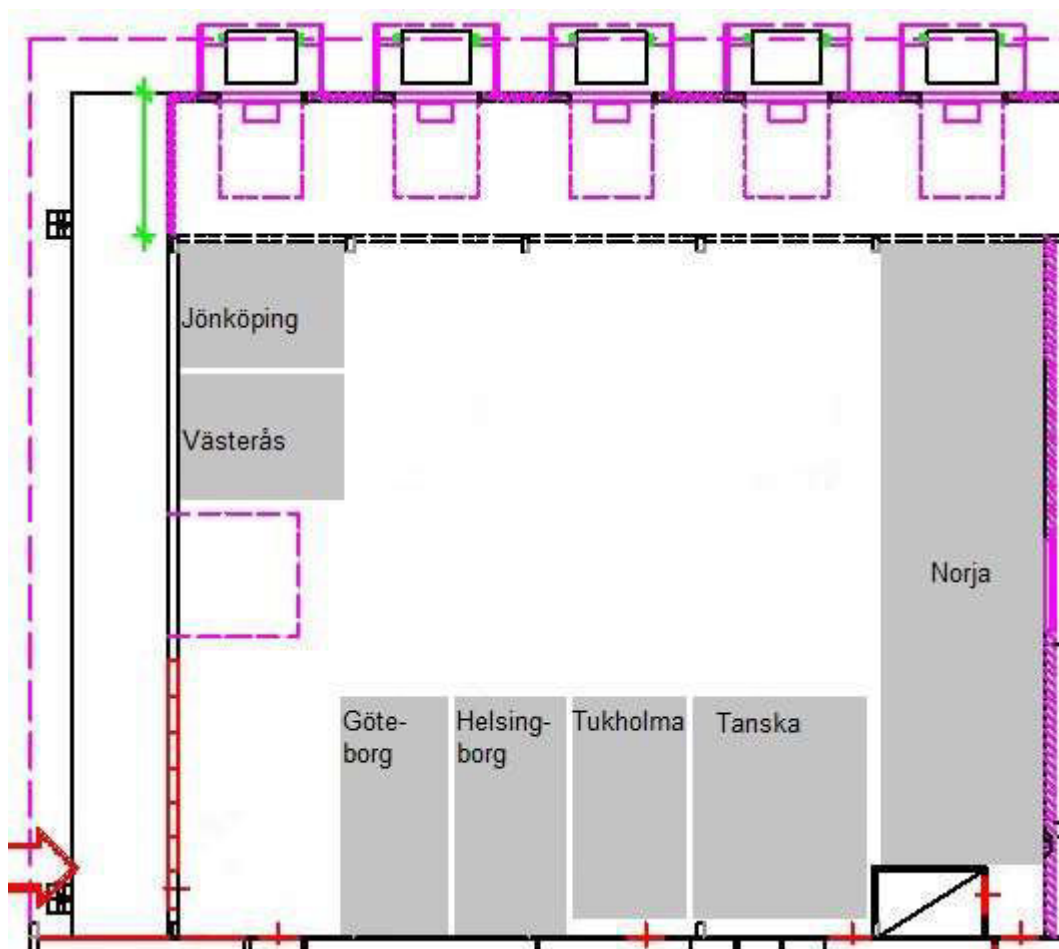 Jönköping
Västerås
Norja
Göte-
borg
Helsing-
borg
Tukholma
Tanska